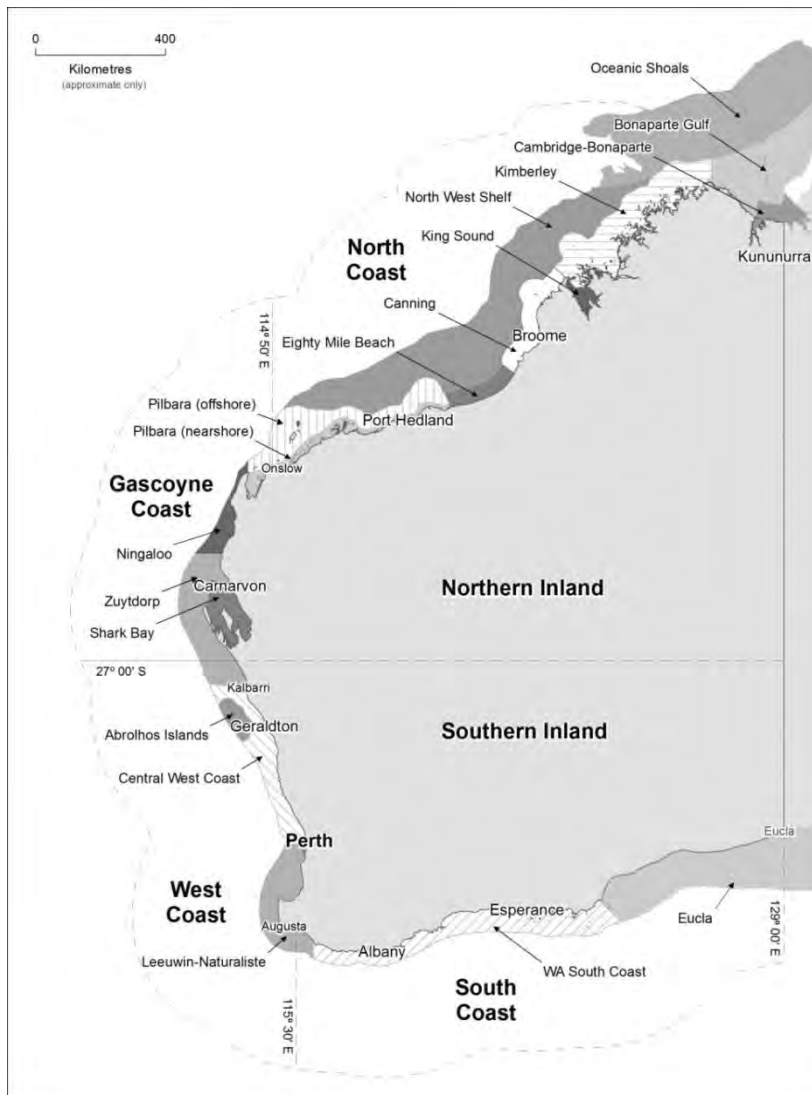 0 400
Kilometres
(approximate only)
Oceanic Shoals
Bonaparte Gulf
Cambridge-Bonaparte
Kimberley
North West Shelf
King Sound
Kununurra
North
Coast
Canning
114° 50' E
Broome
Eighty Mile Beach
Pilbara (offshore)
Port Hedland
Pilbara (nearshore)
Onslow
Gascoyne
Coast
Ningaloo
Carnarvon
Northern Inland
Zuytdorp
Shark Bay
27° 00' S
Kalbarri
Geraldton
Southern Inland
Abrolhos Islands
Central West Coast
Eucla
Perth
West
Coast
Esperance
Eucla
129° 00' E
Augusta
Albany
Leeuwin-Naturaliste
WA South Coast
South
Coast
115° 30' E